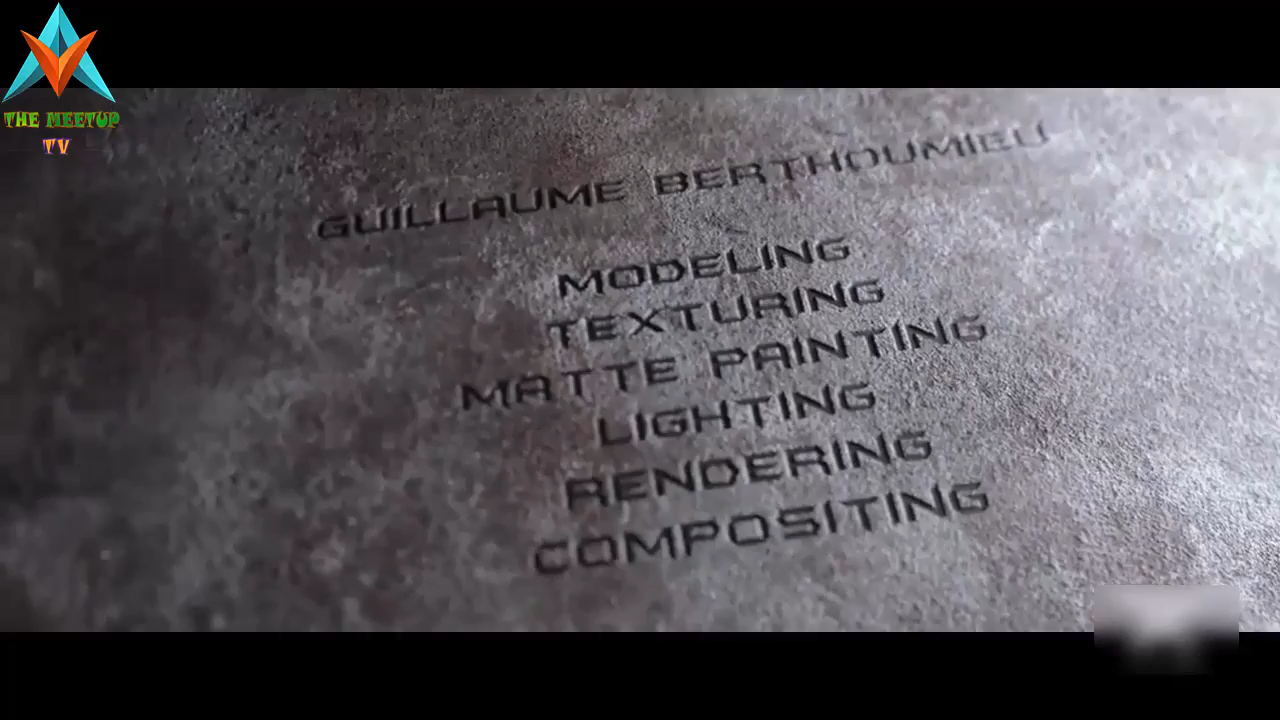 THE MEETUP
TV
GUILLAUME BERTHOUMIEU
MODELING
TEXTURING
MATTE PAINTING
LIGHTING
RENDERING
COMPOSITING